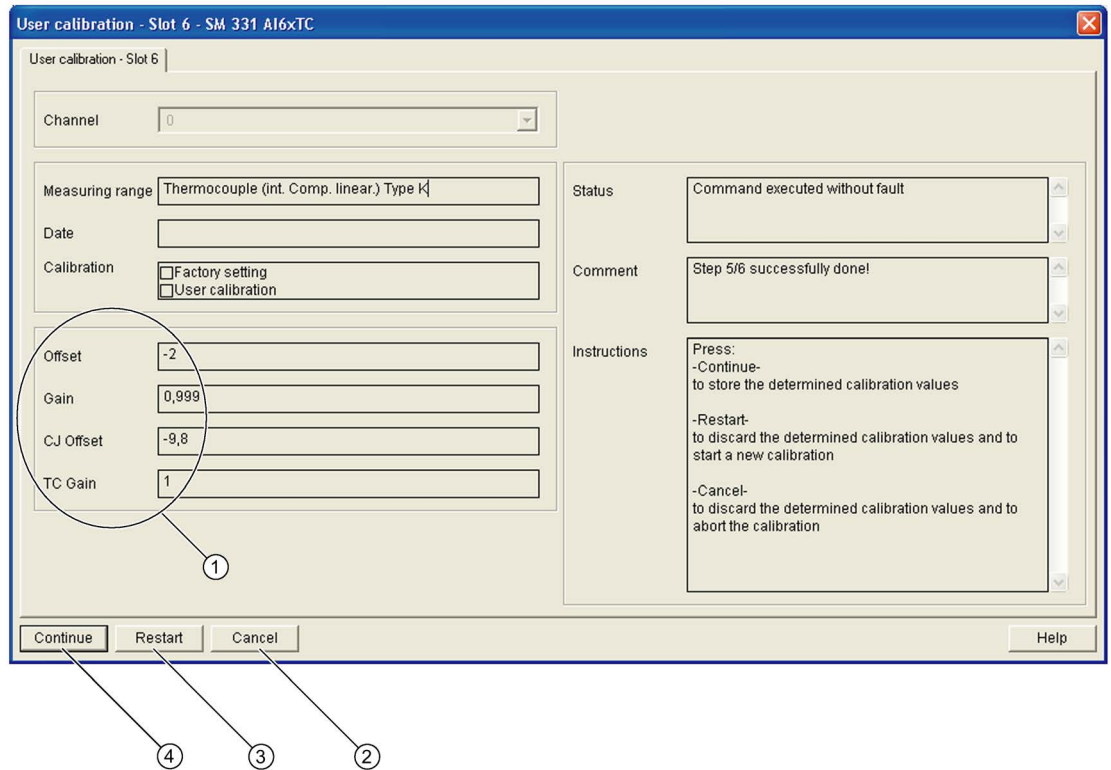 User calibration - Slot 6 - SM 331 AI6xTC
User calibration - Slot 6
Channel 0
Measuring range Thermocouple (int. Comp. linear.) Type K
Date
Calibration
Factory setting
User calibration
Offset -2
Gain 0,999
CJ Offset -9,8
TC Gain 1
Status Command executed without fault
Comment Step 5/6 successfully done!
Instructions Press:
-Continue-
to store the determined calibration values
-Restart-
to discard the determined calibration values and to
start a new calibration
-Cancel-
to discard the determined calibration values and to
abort the calibration
1
Continue Restart Cancel Help
4 3 2